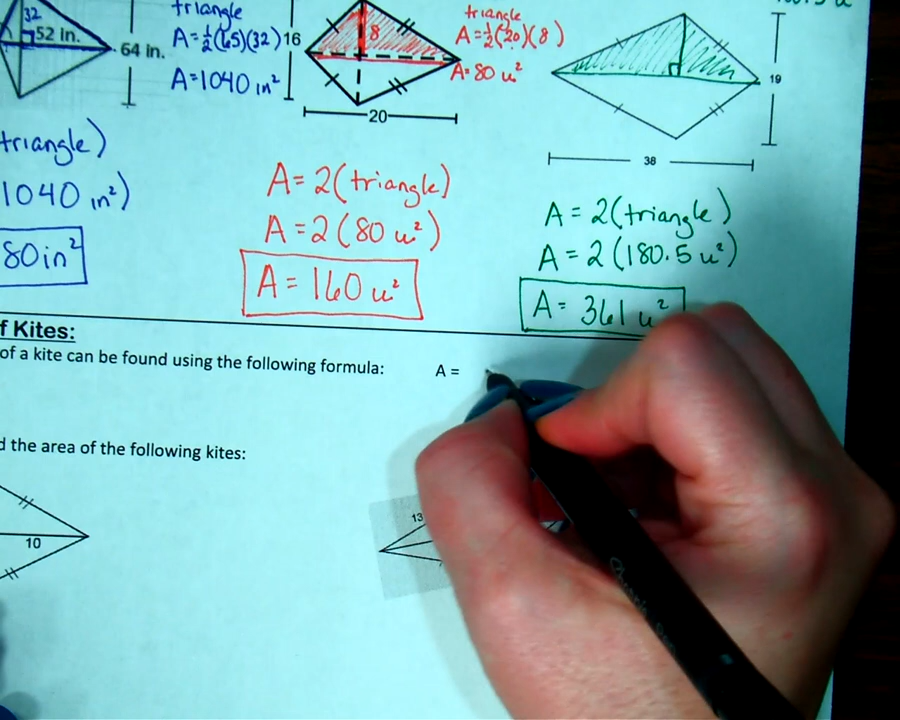 32
52 in.
64 in.
triangle
A=½(65)(32)
A=1040 in²
16
8
20
triangle
A=½(20)(8)
A=80 u²
19
38
triangle)
1040 in²)
80in²
A=2(triangle)
A=2(80 u²)
A=160 u²
A=2(triangle)
A=2(180.5 u²)
A=361 u²
f Kites:
of a kite can be found using the following formula: A =
d the area of the following kites:
10
13